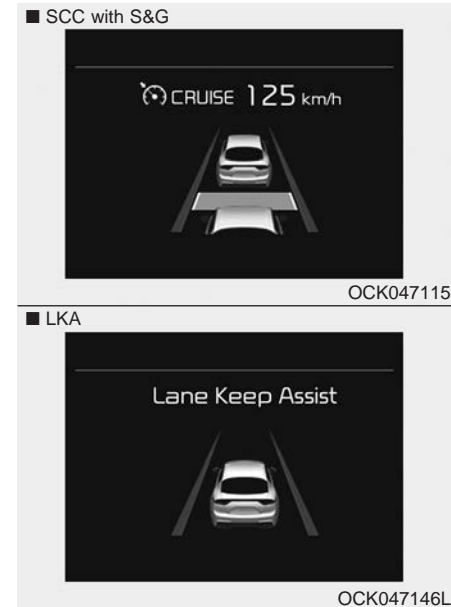 ■ SCC with S&G
CRUISE 125 km/h
OCK047115
■ LKA
Lane Keep Assist
OCK047146L